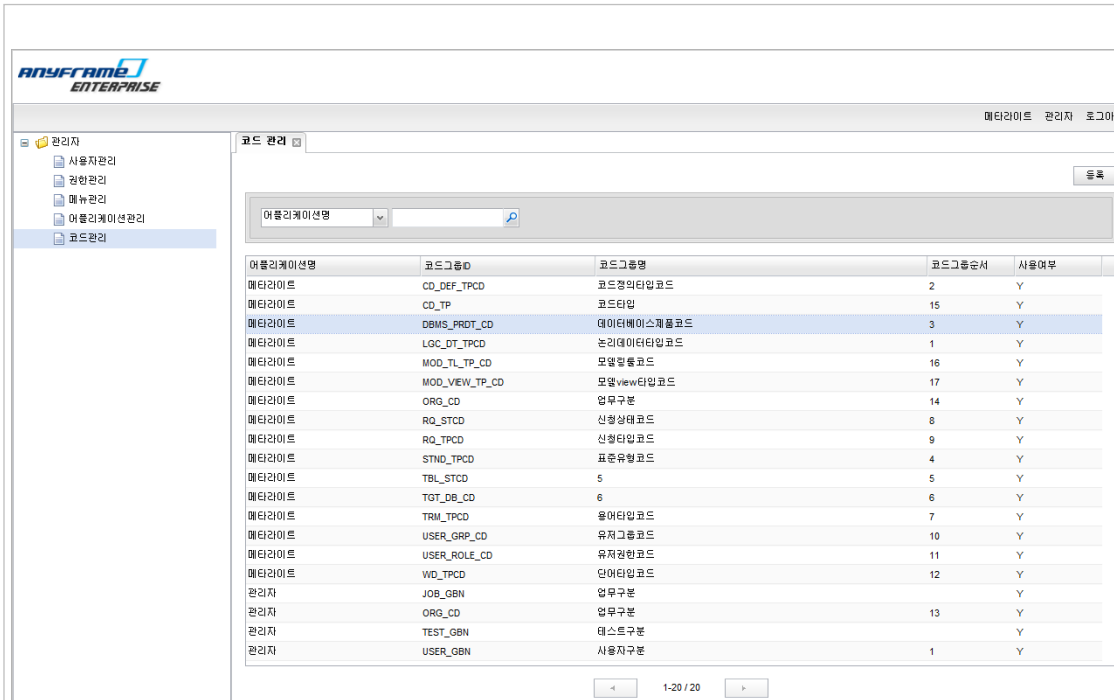 ANYFRAME
ENTERPRISE
메타라이트 관리자 로그아
관리자
사용자관리
권한관리
메뉴관리
어플리케이션관리
코드관리
코드 관리
등록
어플리케이션명
어플리케이션명 코드그룹ID 코드그룹명 코드그룹순서 사용여부
메타라이트 CD_DEF_TPCD 코드정의타입코드 2 Y
메타라이트 CD_TP 코드타입 15 Y
메타라이트 DBMS_PRDT_CD 데이터베이스제품코드 3 Y
메타라이트 LGC_DT_TPCD 논리데이터타입코드 1 Y
메타라이트 MOD_TL_TP_CD 모델링툴코드 16 Y
메타라이트 MOD_VIEW_TP_CD 모델view타입코드 17 Y
메타라이트 ORG_CD 업무구분 14 Y
메타라이트 RQ_STCD 신청상태코드 8 Y
메타라이트 RQ_TPCD 신청타입코드 9 Y
메타라이트 STND_TPCD 표준유형코드 4 Y
메타라이트 TBL_STCD 5 5 Y
메타라이트 TGT_DB_CD 6 6 Y
메타라이트 TRM_TPCD 용어타입코드 7 Y
메타라이트 USER_GRP_CD 유저그룹코드 10 Y
메타라이트 USER_ROLE_CD 유저권한코드 11 Y
메타라이트 WD_TPCD 단어타입코드 12 Y
관리자 JOB_GBN 업무구분 Y
관리자 ORG_CD 업무구분 13 Y
관리자 TEST_GBN 테스트구분 Y
관리자 USER_GBN 사용자구분 1 Y
1-20 / 20